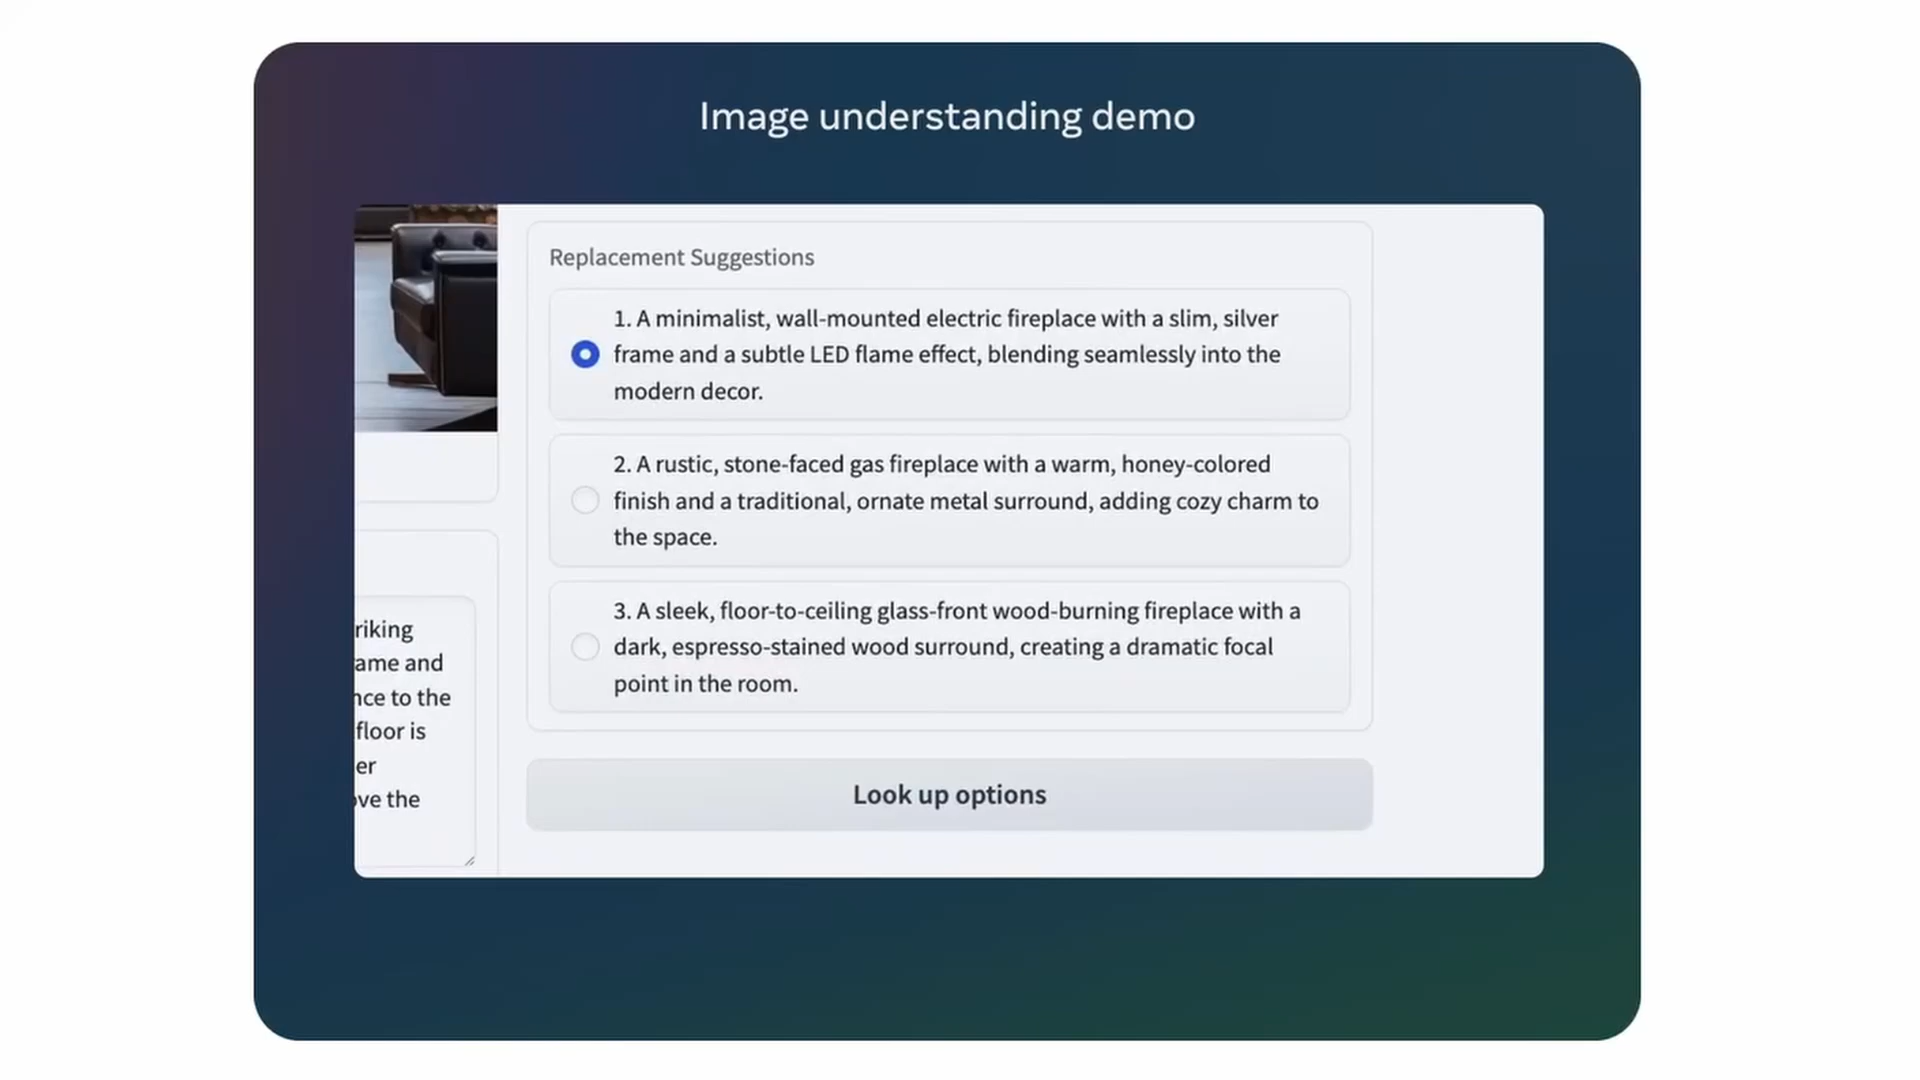 Image understanding demo
Replacement Suggestions
1. A minimalist, wall-mounted electric fireplace with a slim, silver
frame and a subtle LED flame effect, blending seamlessly into the
modern decor.
2. A rustic, stone-faced gas fireplace with a warm, honey-colored
finish and a traditional, ornate metal surround, adding cozy charm to
the space.
3. A sleek, floor-to-ceiling glass-front wood-burning fireplace with a
dark, espresso-stained wood surround, creating a dramatic focal
point in the room.
Look up options
riking
ame and
nce to the
floor is
er
ove the